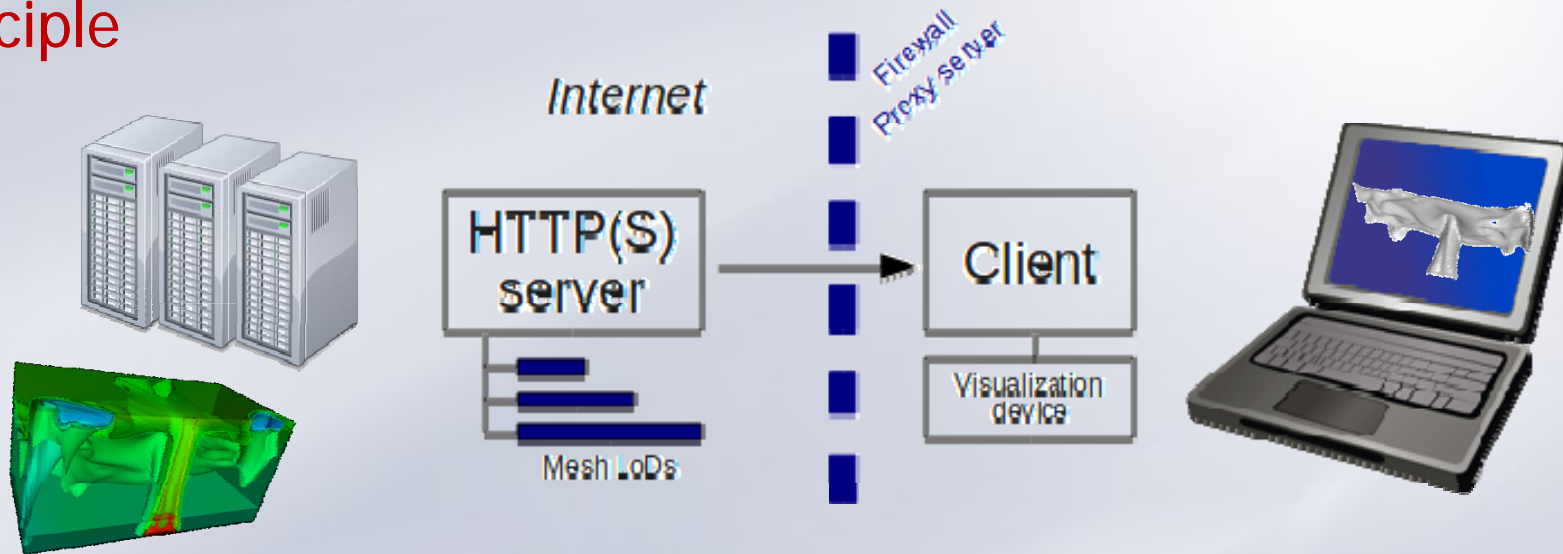 ciple
Internet
Firewall
Proxy server
HTTP(S)
server
Client
Visualization
device
Mesh LoDs